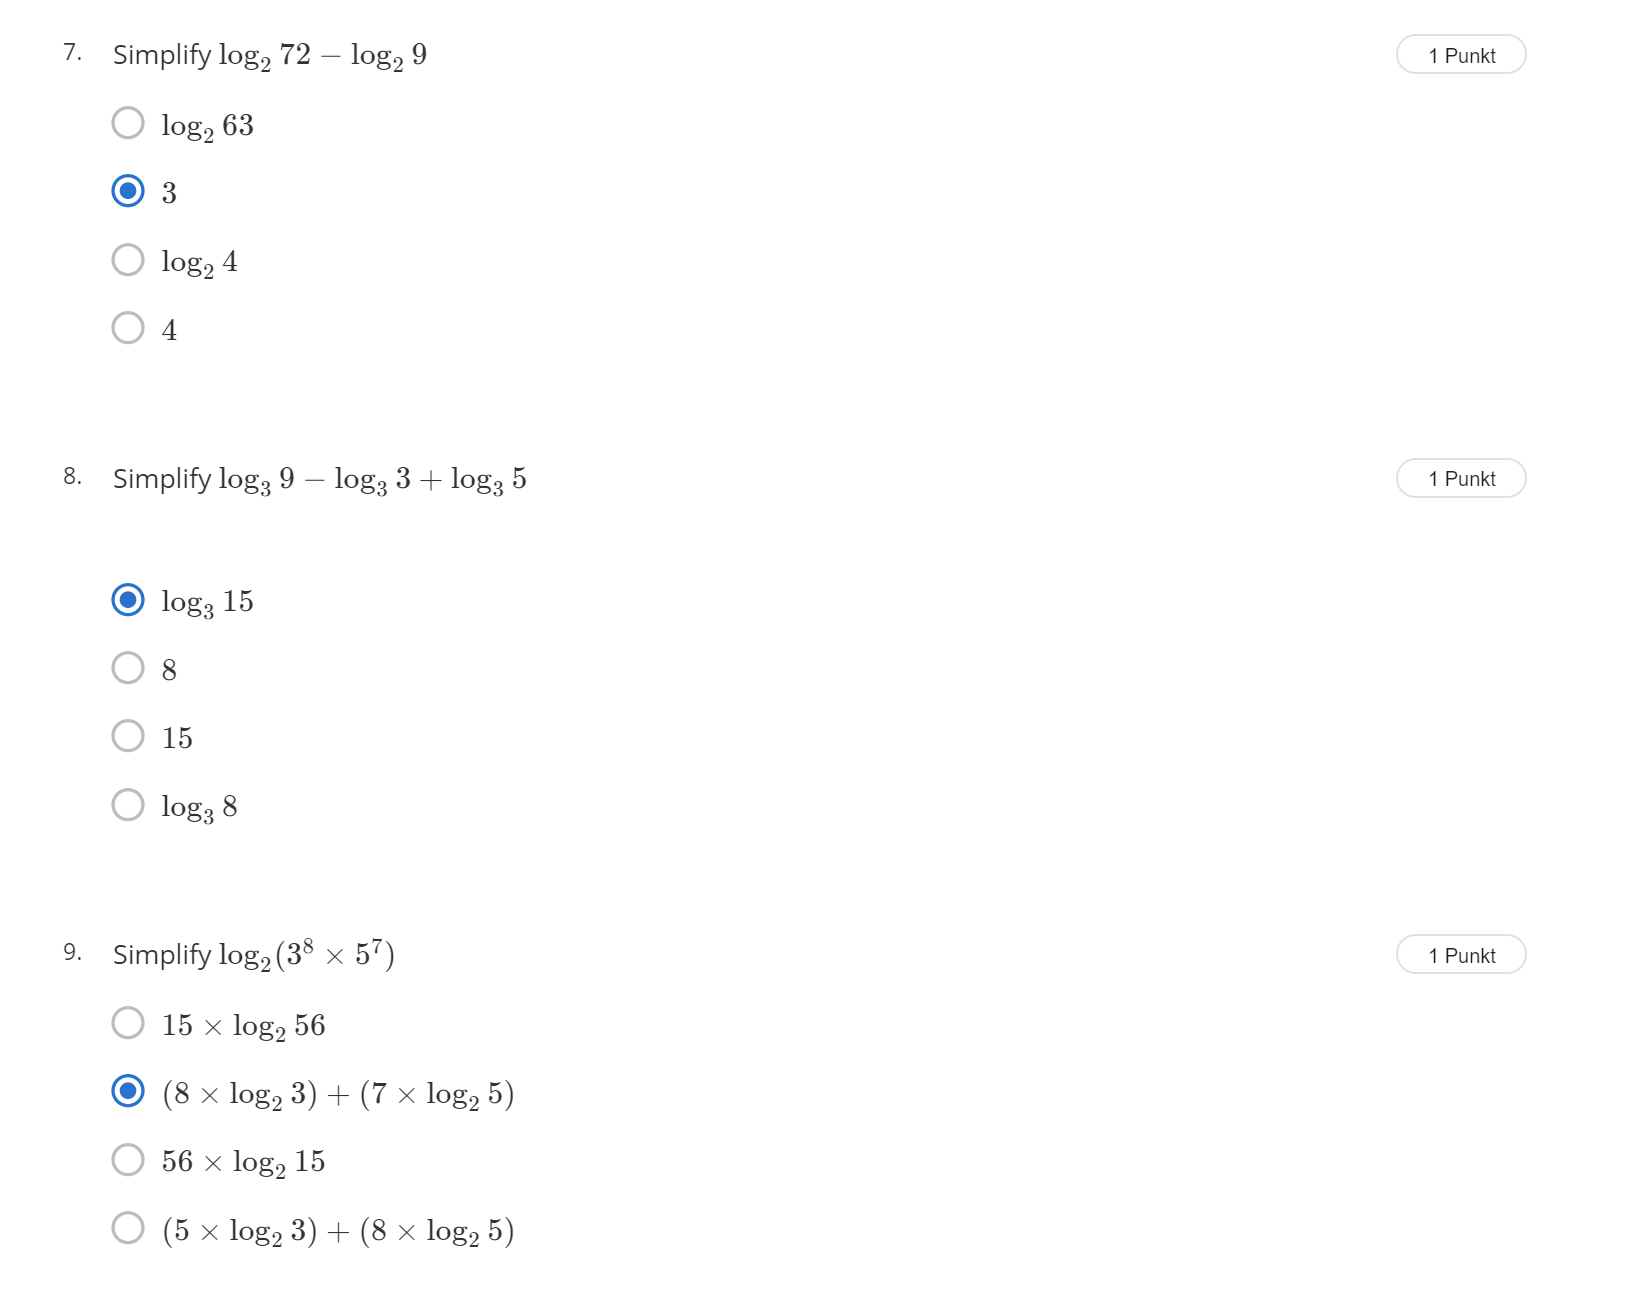 7. Simplify log₂ 72 − log₂ 9 1 Punkt
log₂ 63
3
log₂ 4
4
8. Simplify log₃ 9 − log₃ 3 + log₃ 5 1 Punkt
log₃ 15
8
15
log₃ 8
9. Simplify log₂(3⁸ × 5⁷) 1 Punkt
15 × log₂ 56
(8 × log₂ 3) + (7 × log₂ 5)
56 × log₂ 15
(5 × log₂ 3) + (8 × log₂ 5)